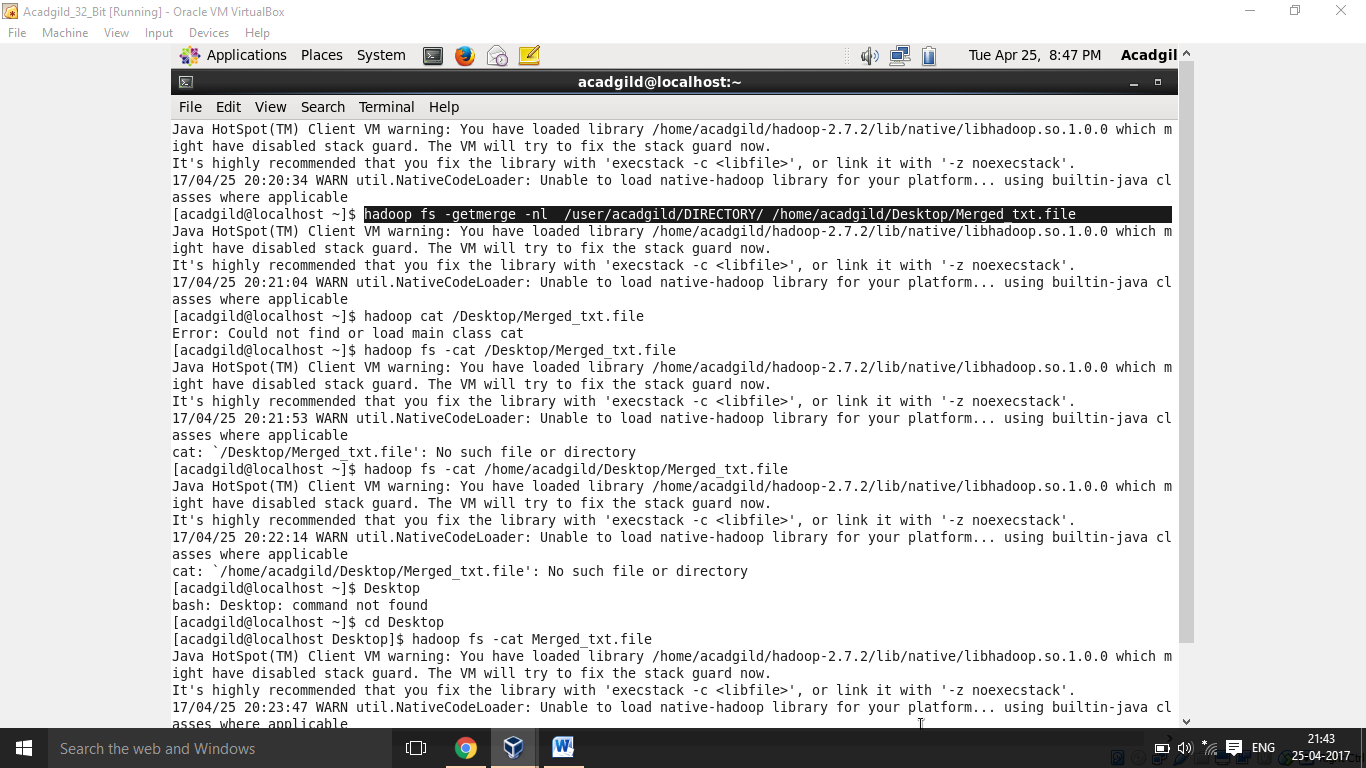 Acadgild_32_Bit [Running] - Oracle VM VirtualBox
File Machine View Input Devices Help
Applications Places System Tue Apr 25, 8:47 PM Acadgil
acadgild@localhost:~
File Edit View Search Terminal Help
Java HotSpot(TM) Client VM warning: You have loaded library /home/acadgild/hadoop-2.7.2/lib/native/libhadoop.so.1.0.0 which m
ight have disabled stack guard. The VM will try to fix the stack guard now.
It's highly recommended that you fix the library with 'execstack -c <libfile>', or link it with '-z noexecstack'.
17/04/25 20:20:34 WARN util.NativeCodeLoader: Unable to load native-hadoop library for your platform... using builtin-java cl
asses where applicable
[acadgild@localhost ~]$ hadoop fs -getmerge -nl  /user/acadgild/DIRECTORY/ /home/acadgild/Desktop/Merged_txt.file
Java HotSpot(TM) Client VM warning: You have loaded library /home/acadgild/hadoop-2.7.2/lib/native/libhadoop.so.1.0.0 which m
ight have disabled stack guard. The VM will try to fix the stack guard now.
It's highly recommended that you fix the library with 'execstack -c <libfile>', or link it with '-z noexecstack'.
17/04/25 20:21:04 WARN util.NativeCodeLoader: Unable to load native-hadoop library for your platform... using builtin-java cl
asses where applicable
[acadgild@localhost ~]$ hadoop cat /Desktop/Merged_txt.file
Error: Could not find or load main class cat
[acadgild@localhost ~]$ hadoop fs -cat /Desktop/Merged_txt.file
Java HotSpot(TM) Client VM warning: You have loaded library /home/acadgild/hadoop-2.7.2/lib/native/libhadoop.so.1.0.0 which m
ight have disabled stack guard. The VM will try to fix the stack guard now.
It's highly recommended that you fix the library with 'execstack -c <libfile>', or link it with '-z noexecstack'.
17/04/25 20:21:53 WARN util.NativeCodeLoader: Unable to load native-hadoop library for your platform... using builtin-java cl
asses where applicable
cat: `/Desktop/Merged_txt.file': No such file or directory
[acadgild@localhost ~]$ hadoop fs -cat /home/acadgild/Desktop/Merged_txt.file
Java HotSpot(TM) Client VM warning: You have loaded library /home/acadgild/hadoop-2.7.2/lib/native/libhadoop.so.1.0.0 which m
ight have disabled stack guard. The VM will try to fix the stack guard now.
It's highly recommended that you fix the library with 'execstack -c <libfile>', or link it with '-z noexecstack'.
17/04/25 20:22:14 WARN util.NativeCodeLoader: Unable to load native-hadoop library for your platform... using builtin-java cl
asses where applicable
cat: `/home/acadgild/Desktop/Merged_txt.file': No such file or directory
[acadgild@localhost ~]$ Desktop
bash: Desktop: command not found
[acadgild@localhost ~]$ cd Desktop
[acadgild@localhost Desktop]$ hadoop fs -cat Merged_txt.file
Java HotSpot(TM) Client VM warning: You have loaded library /home/acadgild/hadoop-2.7.2/lib/native/libhadoop.so.1.0.0 which m
ight have disabled stack guard. The VM will try to fix the stack guard now.
It's highly recommended that you fix the library with 'execstack -c <libfile>', or link it with '-z noexecstack'.
17/04/25 20:23:47 WARN util.NativeCodeLoader: Unable to load native-hadoop library for your platform... using builtin-java cl
asses where applicable
Search the web and Windows ENG 21:43
25-04-2017